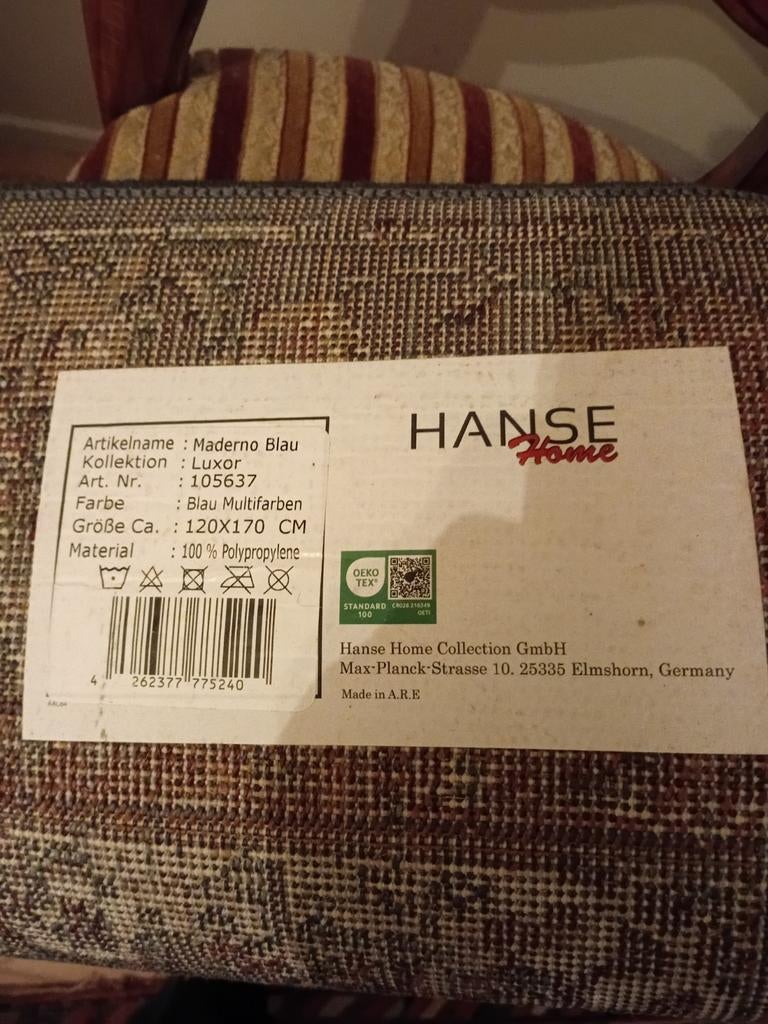 Artikelname : Maderno Blau
Kollektion : Luxor
Art. Nr. : 105637
Farbe : Blau Multifarben
Größe Ca. : 120X170 CM
Material : 100 % Polypropylene
4 262377 775240
HANSE
Home
OEKO
TEX®
STANDARD
100
OETI
Hanse Home Collection GmbH
Max-Planck-Strasse 10. 25335 Elmshorn, Germany
Made in A.R.E